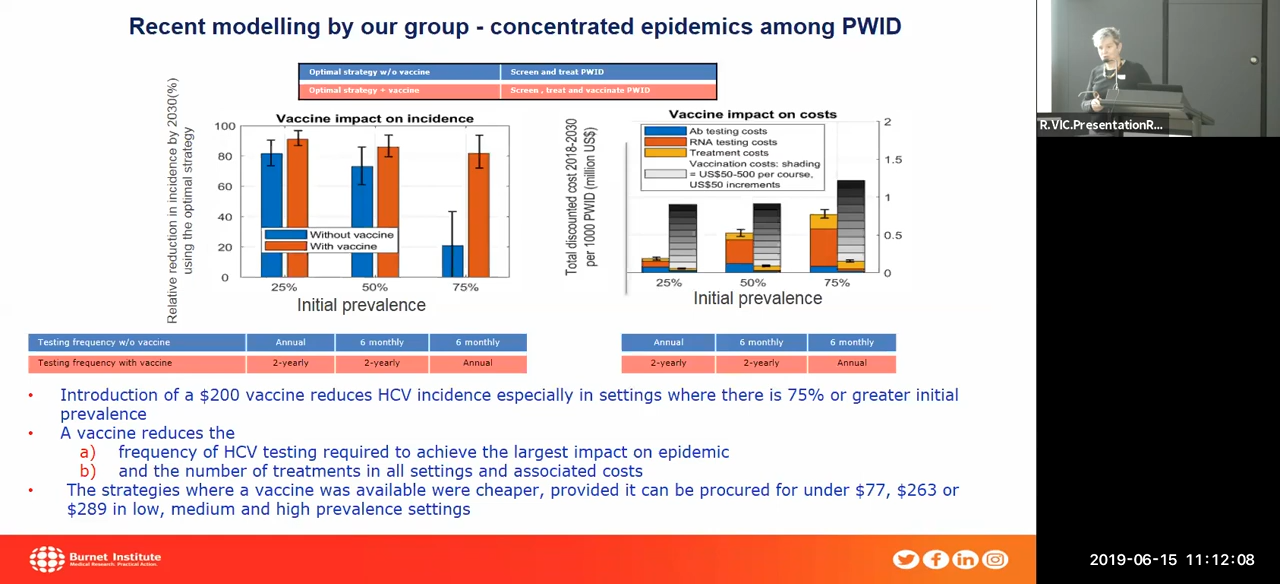 Recent modelling by our group - concentrated epidemics among PWID
Optimal strategy w/o vaccine Screen and treat PWID
Optimal strategy + vaccine Screen , treat and vaccinate PWID
Relative reduction in incidence by 2030(%)
using the optimal strategy
Vaccine impact on incidence
100
80
60
40
20
0
Without vaccine
With vaccine
25% 50% 75%
Initial prevalence
Total discounted cost 2018-2030
per 1000 PWID (million US$)
Vaccine impact on costs
Ab testing costs
RNA testing costs
Treatment costs
Vaccination costs: shading
= US$50-500 per course,
US$50 increments
2
1.5
1
0.5
0
25% 50% 75%
Initial prevalence
Testing frequency w/o vaccine Annual 6 monthly 6 monthly
Testing frequency with vaccine 2-yearly 2-yearly Annual
Annual 6 monthly 6 monthly
2-yearly 2-yearly Annual
• Introduction of a $200 vaccine reduces HCV incidence especially in settings where there is 75% or greater initial
prevalence
• A vaccine reduces the
a) frequency of HCV testing required to achieve the largest impact on epidemic
b) and the number of treatments in all settings and associated costs
• The strategies where a vaccine was available were cheaper, provided it can be procured for under $77, $263 or
$289 in low, medium and high prevalence settings
Burnet Institute
Medical Research. Practical Action.
R.VIC.PresentationR...
2019-06-15 11:12:08